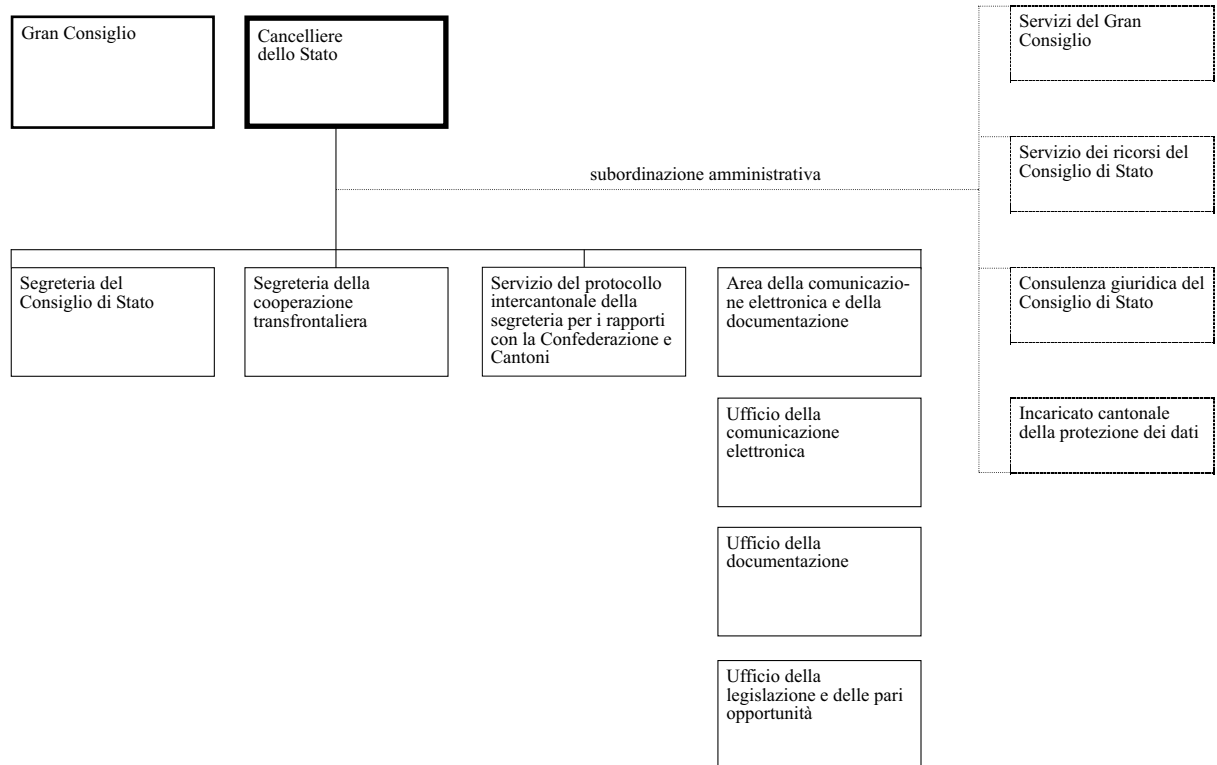 Gran Consiglio
Cancelliere
dello Stato
Servizi del Gran
Consiglio
Servizio dei ricorsi del
Consiglio di Stato
subordinazione amministrativa
Segreteria del
Consiglio di Stato
Segreteria della
cooperazione
transfrontaliera
Servizio del protocollo
intercantonale della
segreteria per i rapporti
con la Confederazione e
Cantoni
Area della comunicazio-
ne elettronica e della
documentazione
Consulenza giuridica del
Consiglio di Stato
Ufficio della
comunicazione
elettronica
Incaricato cantonale
della protezione dei dati
Ufficio della
documentazione
Ufficio della
legislazione e delle pari
opportunità